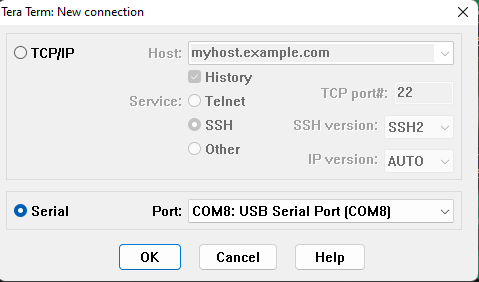 Tera Term: New connection
TCP/IP
Host: myhost.example.com
History
Service: Telnet
TCP port#: 22
SSH
SSH version: SSH2
Other
IP version: AUTO
Serial
Port: COM8: USB Serial Port (COM8)
OK Cancel Help